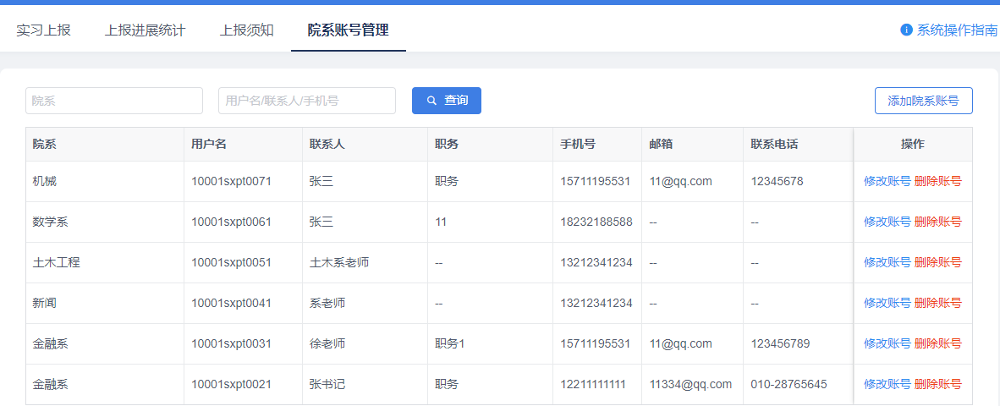 实习上报 上报进展统计 上报须知 院系账号管理 系统操作指南
院系 用户名/联系人/手机号 查询 添加院系账号
院系 用户名 联系人 职务 手机号 邮箱 联系电话 操作
机械 10001sxpt0071 张三 职务 15711195531 11@qq.com 12345678 修改账号 删除账号
数学系 10001sxpt0061 张三 11 18232188588 -- -- 修改账号 删除账号
土木工程 10001sxpt0051 土木系老师 -- 13212341234 -- -- 修改账号 删除账号
新闻 10001sxpt0041 系老师 -- 13212341234 -- -- 修改账号 删除账号
金融系 10001sxpt0031 徐老师 职务1 15711195531 11@qq.com 123456789 修改账号 删除账号
金融系 10001sxpt0021 张书记 职务 12211111111 11334@qq.com 010-28765645 修改账号 删除账号